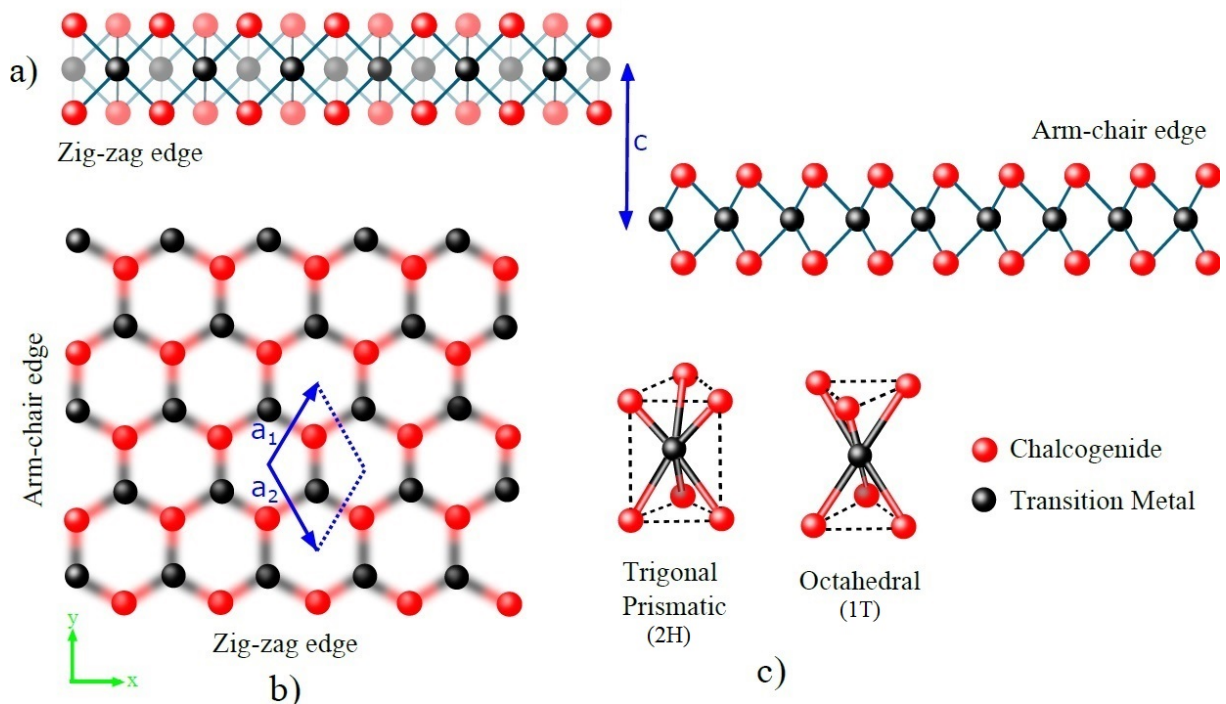 a)
Zig-zag edge
c
Arm-chair edge
Arm-chair edge
a1
a2
Chalcogenide
Transition Metal
Trigonal
Prismatic
(2H)
Octahedral
(1T)
y
x
Zig-zag edge
b)
c)